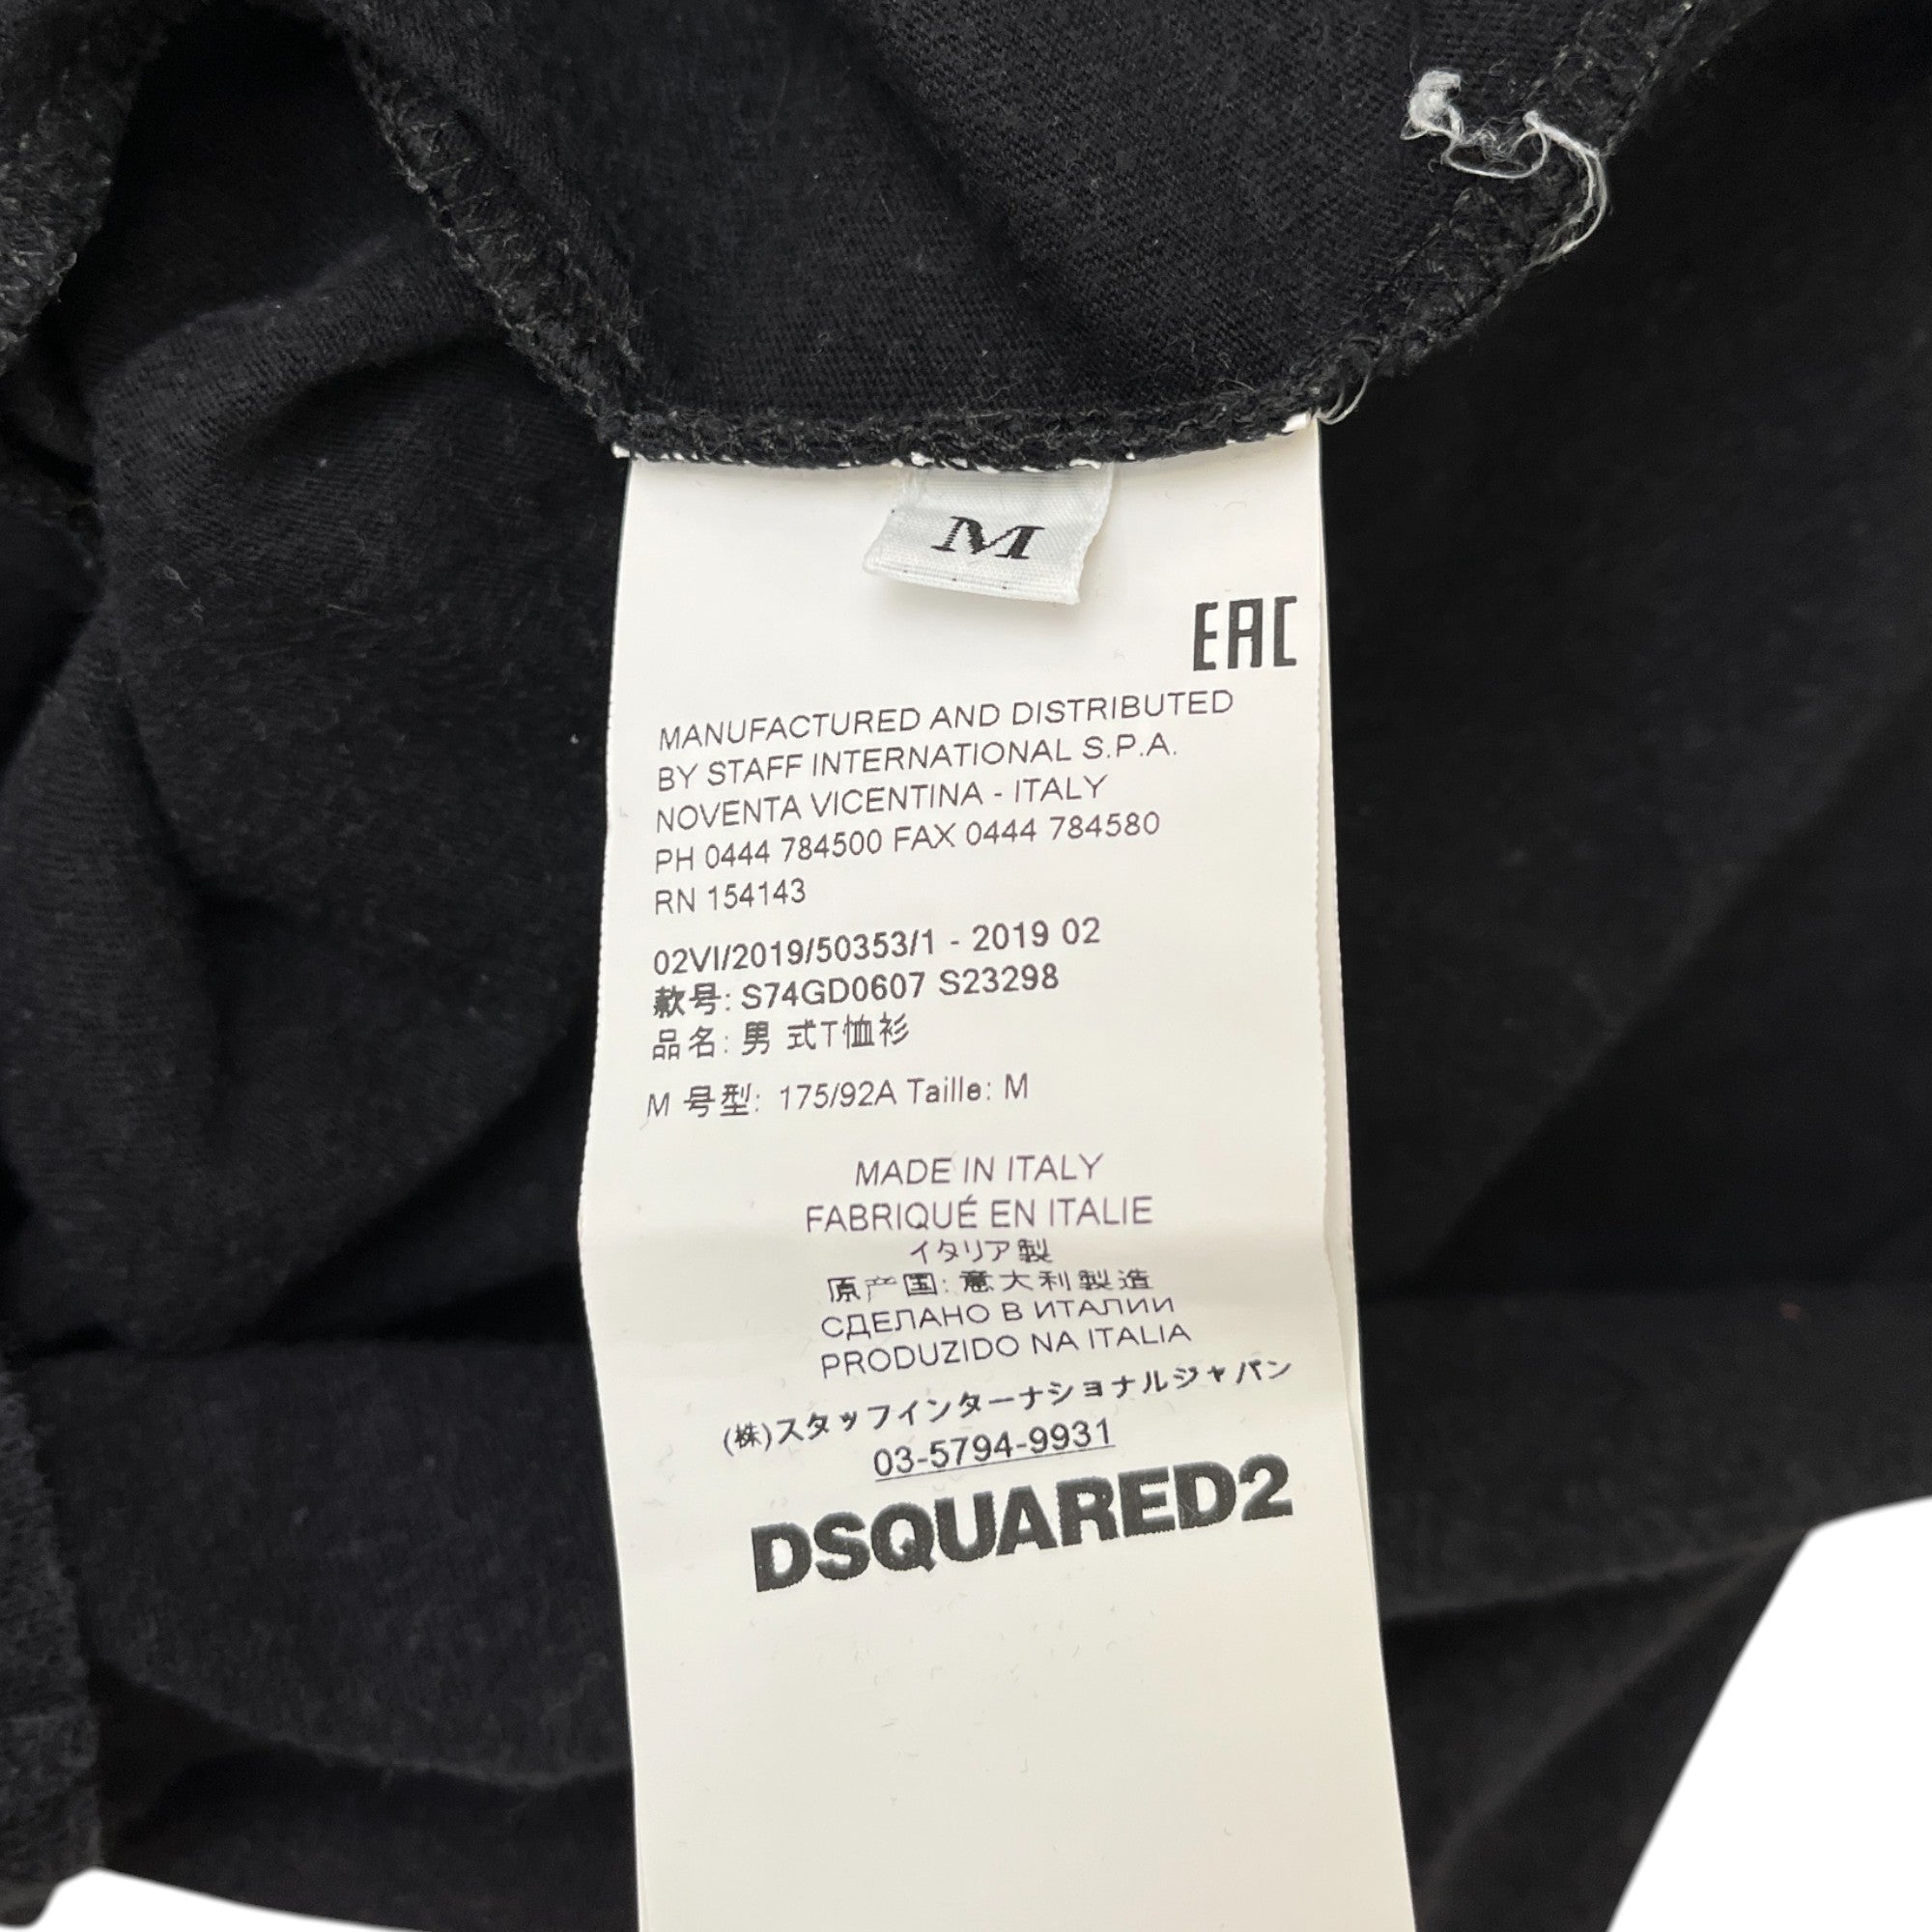 M
EAC
MANUFACTURED AND DISTRIBUTED
BY STAFF INTERNATIONAL S.P.A.
NOVENTA VICENTINA - ITALY
PH 0444 784500 FAX 0444 784580
RN 154143
02VI/2019/50353/1 - 2019 02
款号: S74GD0607 S23298
品名: 男 式T恤衫
M 号型: 175/92A Taille: M
MADE IN ITALY
FABRIQUÉ EN ITALIE
イタリア製
原产国: 意大利製造
СДЕЛАНО В ИТАЛИИ
PRODUZIDO NA ITALIA
(株)スタッフインターナショナルジャパン
03-5794-9931
DSQUARED2